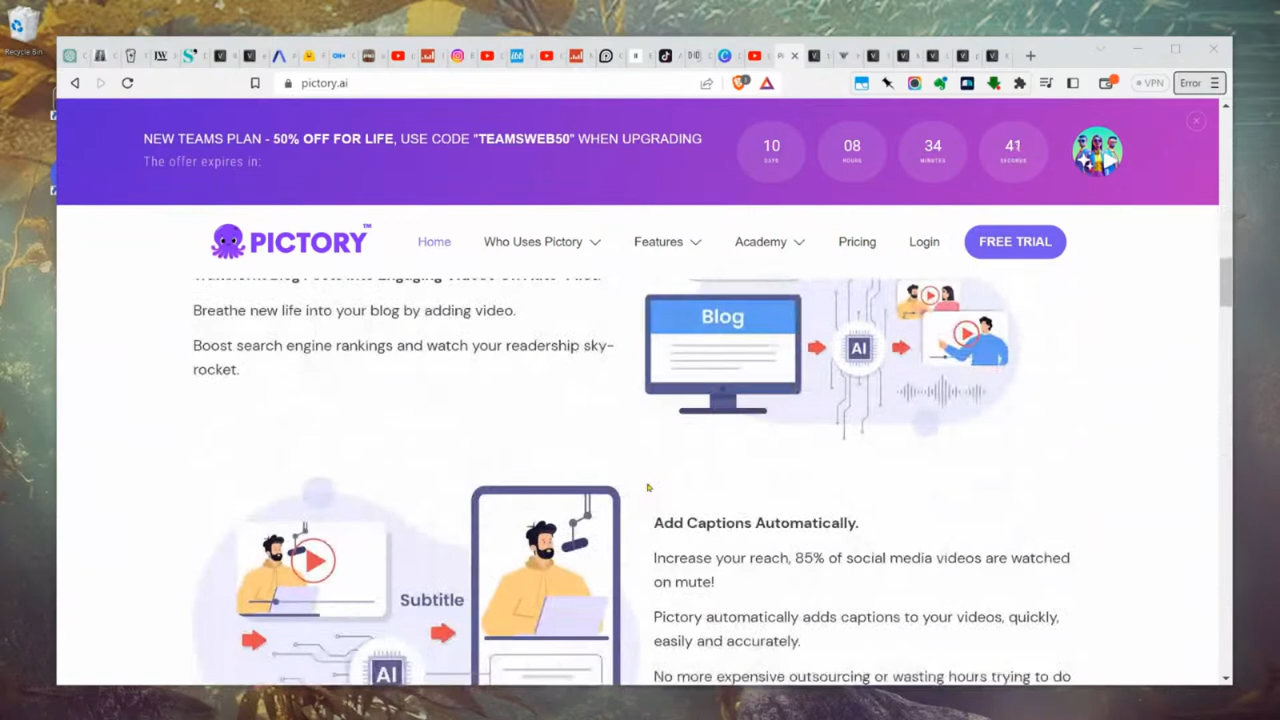 Recycle Bin
pictory.ai
VPN
Error
NEW TEAMS PLAN - 50% OFF FOR LIFE, USE CODE "TEAMSWEB50" WHEN UPGRADING
The offer expires in:
10
DAYS
08
HOURS
34
MINUTES
41
SECONDS
PICTORY™
Home
Who Uses Pictory
Features
Academy
Pricing
Login
FREE TRIAL
Breathe new life into your blog by adding video.
Boost search engine rankings and watch your readership sky-
rocket.
Blog
AI
Subtitle
AI
Add Captions Automatically.
Increase your reach, 85% of social media videos are watched
on mute!
Pictory automatically adds captions to your videos, quickly,
easily and accurately.
No more expensive outsourcing or wasting hours trying to do